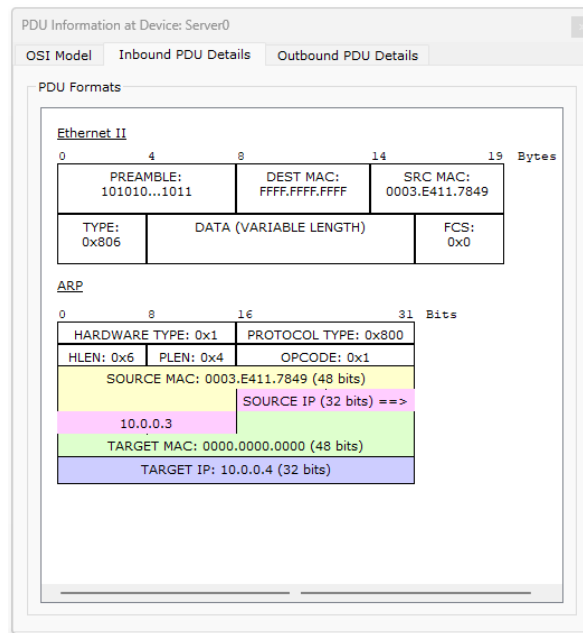 PDU Information at Device: Server0
OSI Model Inbound PDU Details Outbound PDU Details
PDU Formats
Ethernet II
0 4 8 14 19 Bytes
PREAMBLE: DEST MAC: SRC MAC:
101010...1011 FFFF.FFFF.FFFF 0003.E411.7849
TYPE: DATA (VARIABLE LENGTH) FCS:
0x806 0x0
ARP
0 8 16 31 Bits
HARDWARE TYPE: 0x1 PROTOCOL TYPE: 0x800
HLEN: 0x6 PLEN: 0x4 OPCODE: 0x1
SOURCE MAC: 0003.E411.7849 (48 bits)
SOURCE IP (32 bits) ==>
10.0.0.3
TARGET MAC: 0000.0000.0000 (48 bits)
TARGET IP: 10.0.0.4 (32 bits)